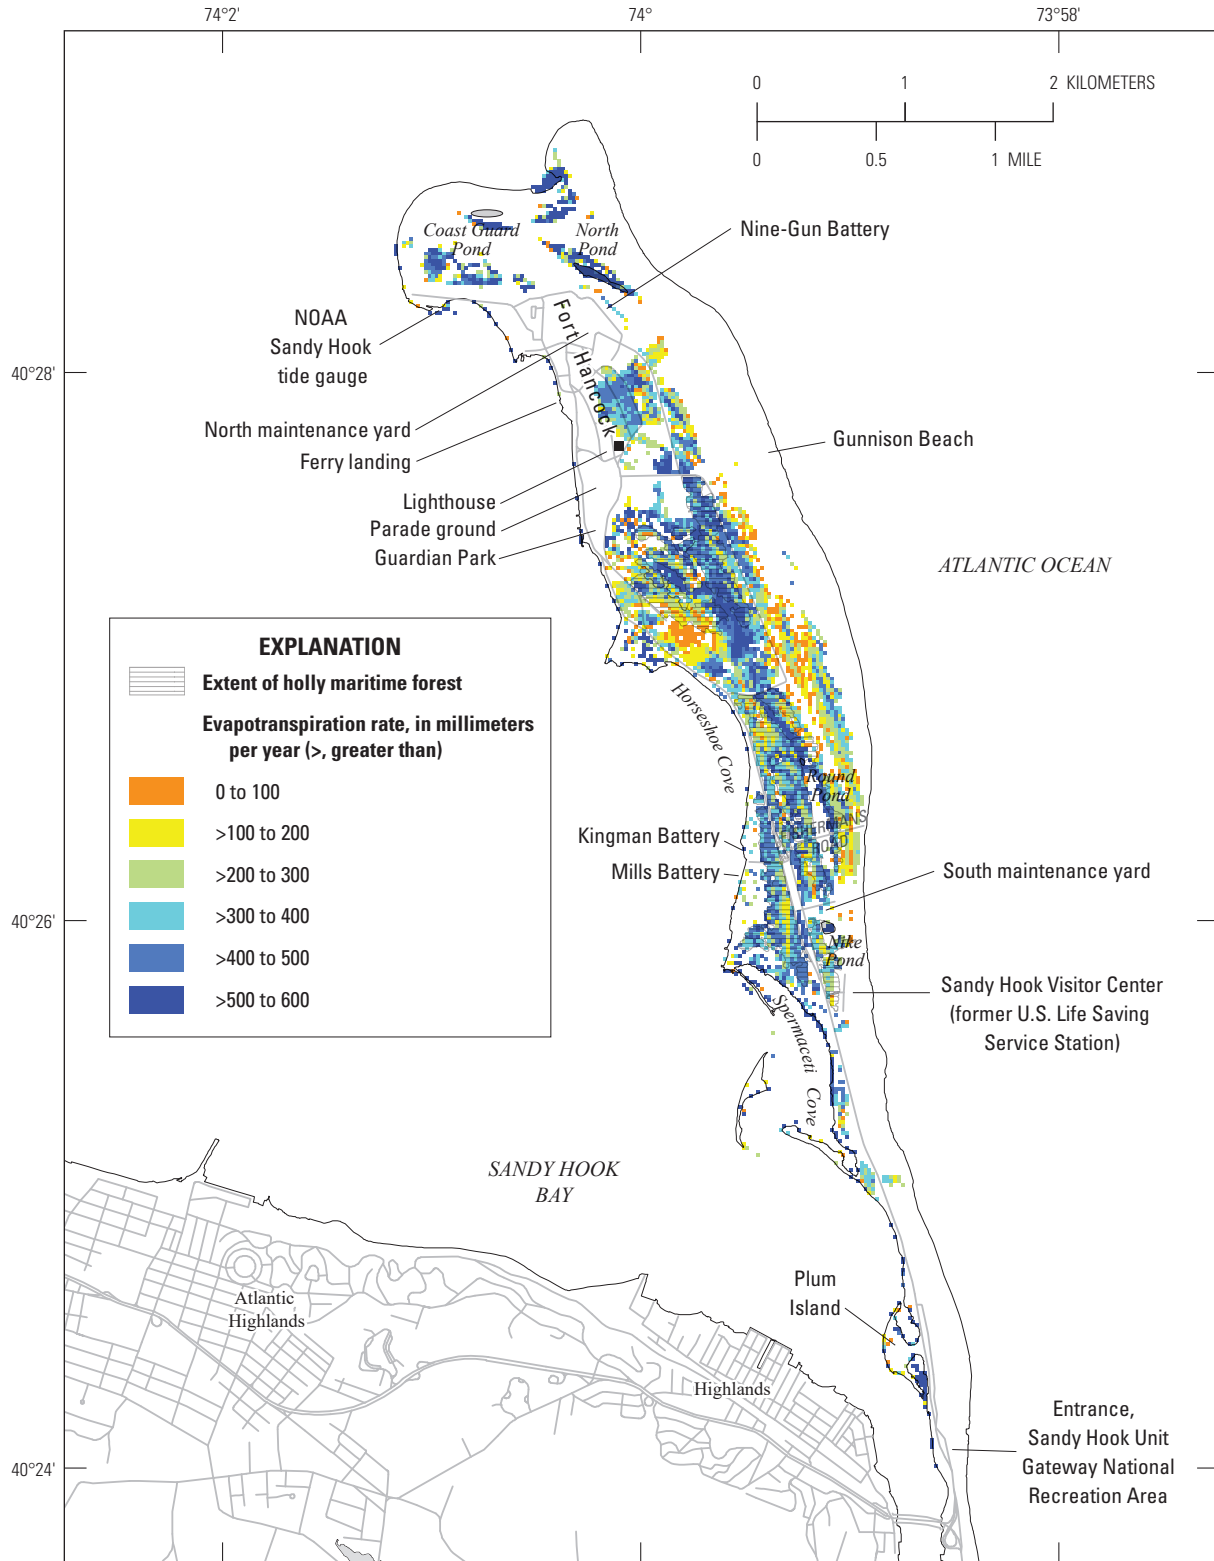 74°2'
74°
73°58'
0
1
2 KILOMETERS
0
0.5
1 MILE
Nine-Gun Battery
Coast Guard
Pond
North
Pond
NOAA
Sandy Hook
tide gauge
Fort Hancock
40°28'
North maintenance yard
Ferry landing
Gunnison Beach
Lighthouse
Parade ground
Guardian Park
ATLANTIC OCEAN
EXPLANATION
Extent of holly maritime forest
Evapotranspiration rate, in millimeters
per year (>, greater than)
0 to 100
>100 to 200
>200 to 300
>300 to 400
>400 to 500
>500 to 600
Horseshoe Cove
Round
Pond
FISHERMANS
ROAD
Kingman Battery
Mills Battery
South maintenance yard
40°26'
Nike
Pond
Sandy Hook Visitor Center
(former U.S. Life Saving
Service Station)
Spermaceti Cove
SANDY HOOK
BAY
Plum
Island
Atlantic
Highlands
Highlands
Entrance,
Sandy Hook Unit
Gateway National
Recreation Area
40°24'